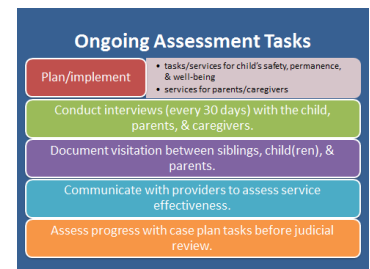 Ongoing Assessment Tasks
Plan/implement
• tasks/services for child's safety, permanence,
& well-being
• services for parents/caregivers
Conduct interviews (every 30 days) with the child,
parents, & caregivers.
Document visitation between siblings, child(ren), &
parents.
Communicate with providers to assess service
effectiveness.
Assess progress with case plan tasks before judicial
review.